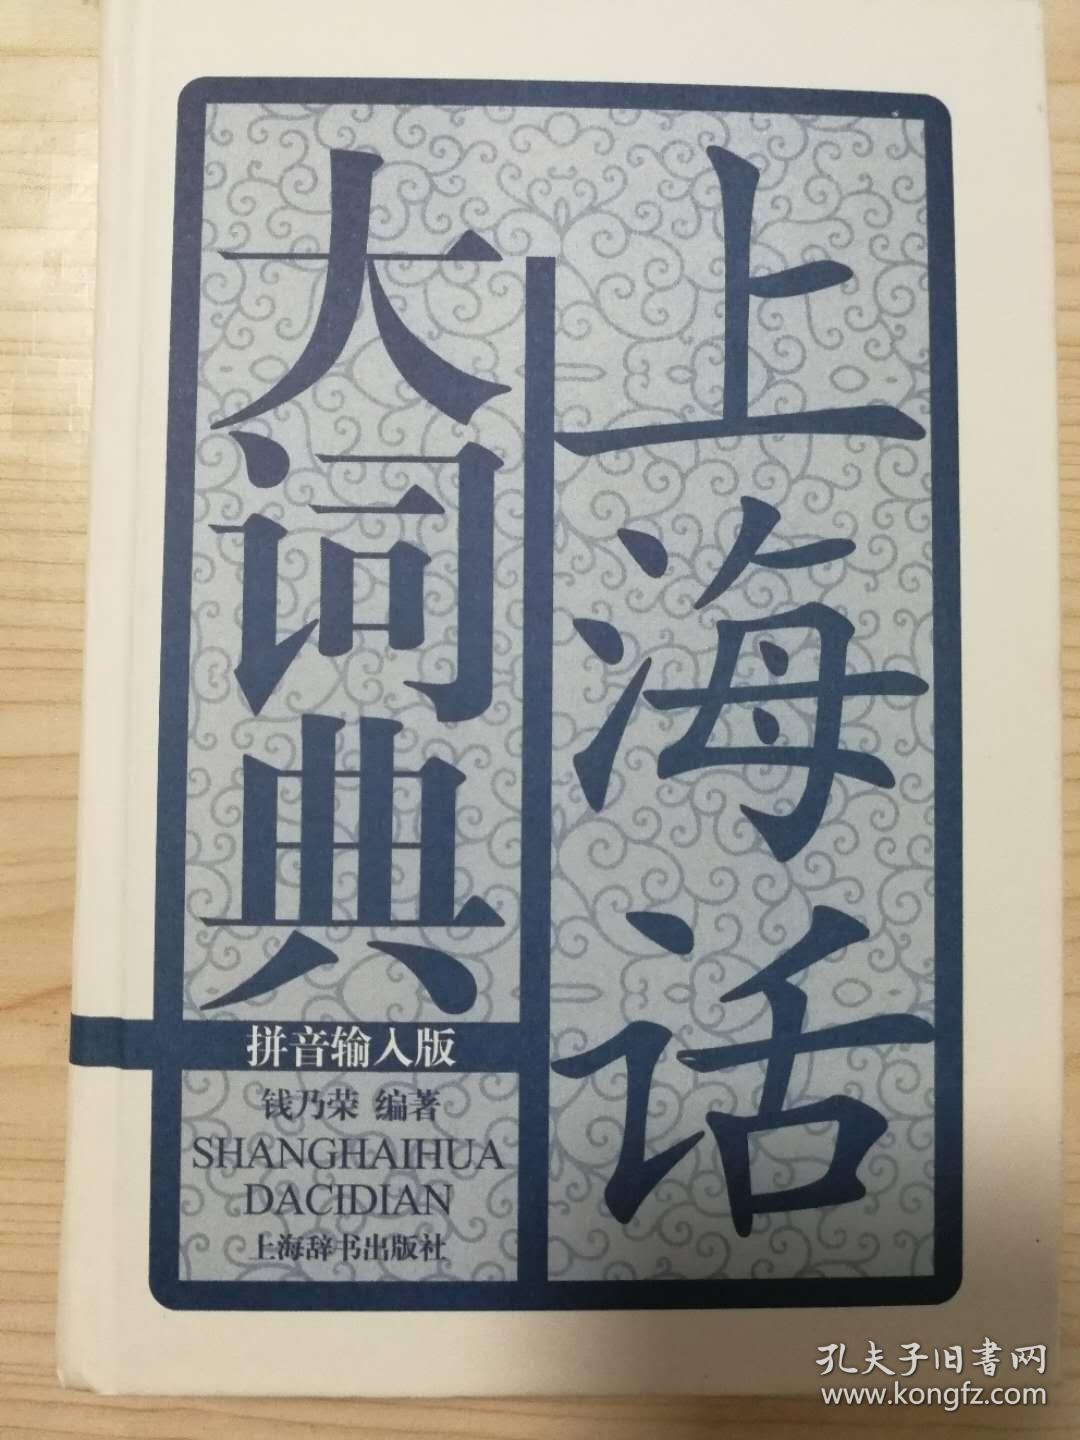 上海话
大词典
拼音输入版
钱乃荣 编著
SHANGHAIHUA
DACIDIAN
上海辞书出版社
孔夫子旧書网
www.kongfz.com